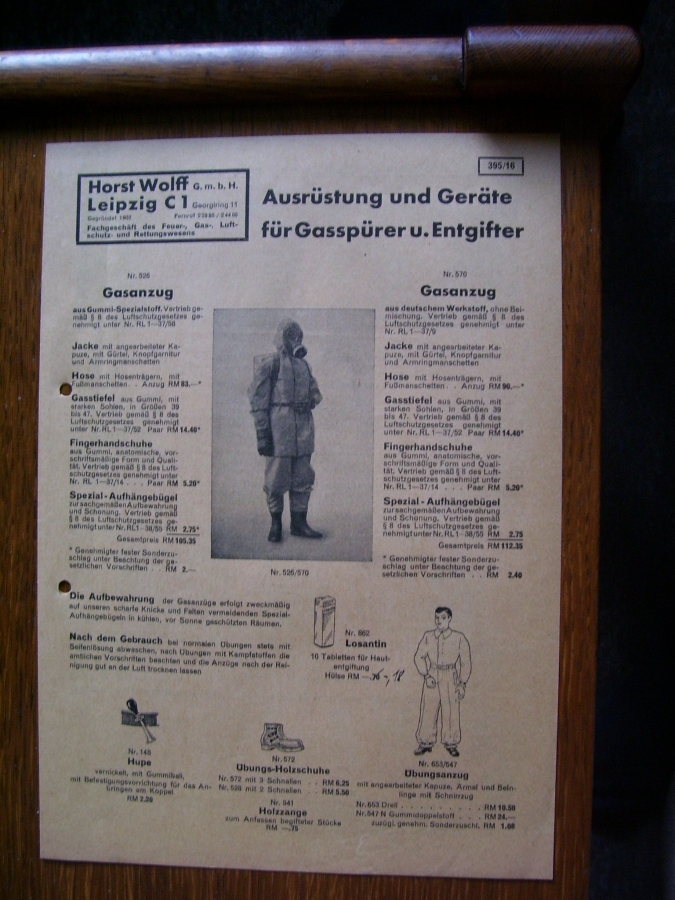 395/16
Horst Wolff G. m. b. H.
Leipzig C 1 Georgiring 11
Gegründet 1902 Fernruf
Fachgeschäft des Feuer-, Gas-, Luft-
schutz- und Rettungswesens
Ausrüstung und Geräte
für Gasspürer u. Entgifter
Nr. 526
Gasanzug
aus Gummi-Spezialstoff, Vertrieb ge-
mäß § 8 des Luftschutzgesetzes ge-
nehmigt unter Nr. RL 1—37/68
Jacke mit angearbeiteter Ka-
puze, mit Gürtel, Knopfgarnitur
und Armringmanschetten
Hose mit Hosenträgern, mit
Fußmanschetten . . Anzug RM 83.—*
Gasstiefel aus Gummi, mit
starken Sohlen, in Größen 39
bis 47. Vertrieb gemäß § 8 des
Luftschutzgesetzes genehmigt
unter Nr. RL 1—37/52 Paar RM 14.40*
Fingerhandschuhe
aus Gummi, anatomische, vor-
schriftsmäßige Form und Quali-
tät. Vertrieb gemäß § 8 des Luft-
schutzgesetzes genehmigt unter
Nr. RL 1—37/14 . . . Paar RM 5.20*
Spezial-Aufhängebügel
zur sachgemäßen Aufbewahrung
und Schonung. Vertrieb gemäß
§ 8 des Luftschutzgesetzes ge-
nehmigt unter Nr. RL1—38/55 RM 2.75*
Gesamtpreis RM 105.35
* Genehmigter fester Sonderzu-
schlag unter Beachtung der ge-
setzlichen Vorschriften . . RM 2.—
Nr. 526/570
Nr. 570
Gasanzug
aus deutschem Werkstoff, ohne Bei-
mischung. Vertrieb gemäß § 8 des
Luftschutzgesetzes genehmigt unter
Nr. RL 1—37/9
Jacke mit angearbeiteter Ka-
puze, mit Gürtel, Knopfgarnitur
und Armringmanschetten
Hose mit Hosenträgern, mit
Fußmanschetten . . Anzug RM 90.—*
Gasstiefel aus Gummi, mit
starken Sohlen, in Größen 39
bis 47. Vertrieb gemäß § 8 des
Luftschutzgesetzes genehmigt
unter Nr. RL 1—37/52 Paar RM 14.40*
Fingerhandschuhe
aus Gummi, anatomische, vor-
schriftsmäßige Form und Quali-
tät. Vertrieb gemäß § 8 des Luft-
schutzgesetzes genehmigt unter
Nr. RL 1—37/14 . . . Paar RM 5.20*
Spezial-Aufhängebügel
zur sachgemäßen Aufbewahrung
und Schonung. Vertrieb gemäß
§ 8 des Luftschutzgesetzes ge-
nehmigt unter Nr. RL1—38/55 RM 2.75
Gesamtpreis RM 112.35
* Genehmigter fester Sonderzu-
schlag unter Beachtung der ge-
setzlichen Vorschriften . . RM 2.40
Die Aufbewahrung der Gasanzüge erfolgt zweckmäßig
auf unseren scharfe Knicke und Falten vermeidenden Spezial-
Aufhängebügeln in kühlen, vor Sonne geschützten Räumen.
Nach dem Gebrauch bei normalen Übungen stets mit
Seifenlösung abwaschen, nach Übungen mit Kampfstoffen die
amtlichen Vorschriften beachten und die Anzüge nach der Rei-
nigung gut an der Luft trocknen lassen
Nr. 862
Losantin
10 Tabletten für Haut-
entgiftung
Hülse RM —.18
Nr. 145
Hupe
vernickelt, mit Gummiball,
mit Befestigungsvorrichtung für das An-
bringen am Koppel
RM 2.20
Nr. 572
Übungs-Holzschuhe
Nr. 572 mit 3 Schnallen . . RM 6.25
Nr. 598 mit 2 Schnallen . . RM 5.50
Nr. 541
Holzzange
zum Anfassen begifteter Stücke
RM —.75
Nr. 653/547
Übungsanzug
mit angearbeiteter Kapuze, Ärmel und Bein-
linge mit Schnürzug
Nr. 653 Drell . . . . . . . . . . RM 10.50
Nr. 547 N Gummidoppelstoff . . . . RM 24.—
zuzügl. genehm. Sonderzuschl. RM 1.08